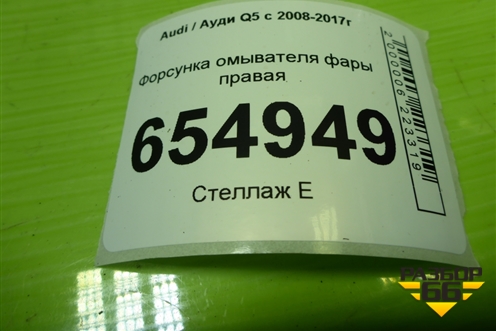 Audi / Ауди Q5 с 2008-2017г
Форсунка омывателя фары
правая
654949
Стеллаж Е
2000006223319
РАЗБОР
66